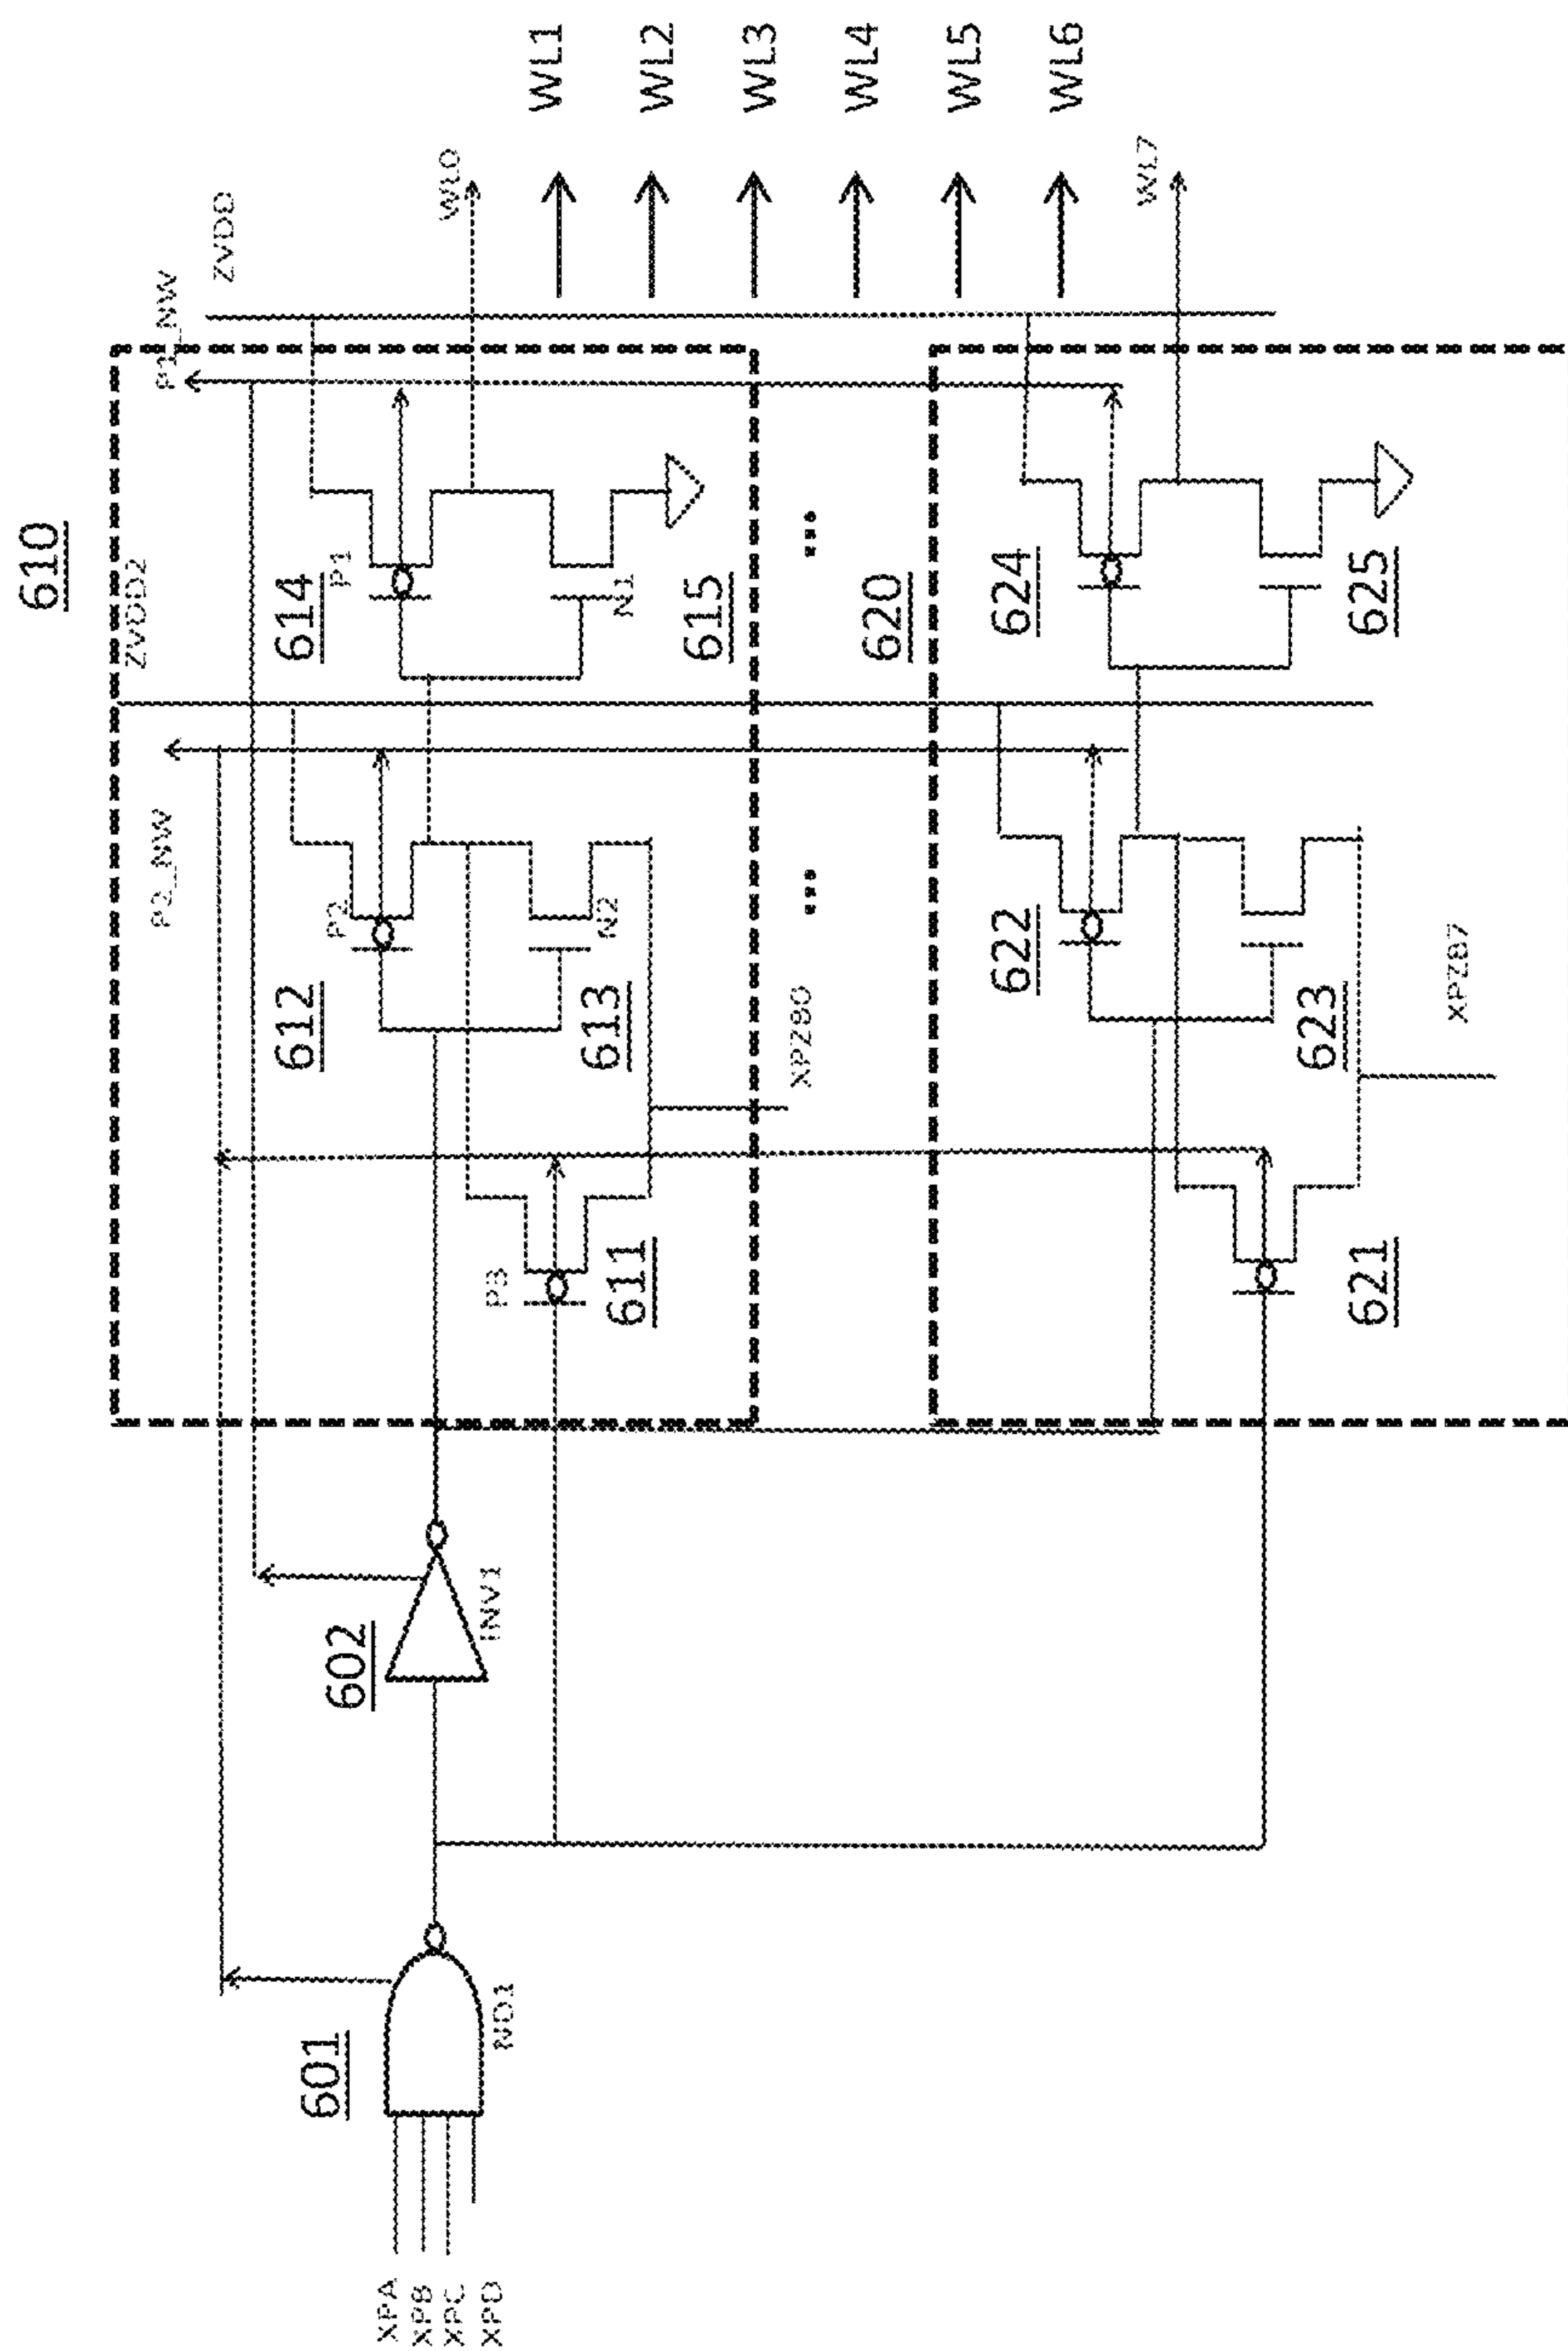 610
ZVDD2
P1_NW
ZVDD
WL0
WL1
WL2
WL3
WL4
WL5
WL6
WL7
P2_NW
614
P1
N1
615
612
P2
N2
613
P3
611
XPZB0
620
624
625
622
623
XPZB7
621
602
INV1
601
ND1
XPA
XPB
XPC
XPD